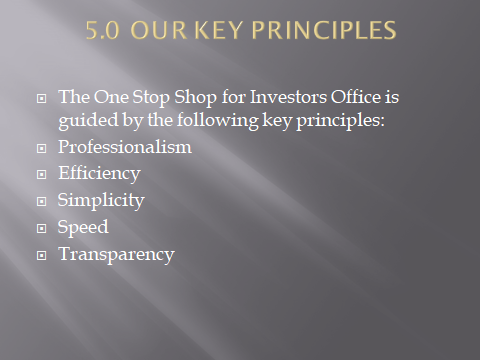 5.0 OUR KEY PRINCIPLES
The One Stop Shop for Investors Office is
guided by the following key principles:
Professionalism
Efficiency
Simplicity
Speed
Transparency